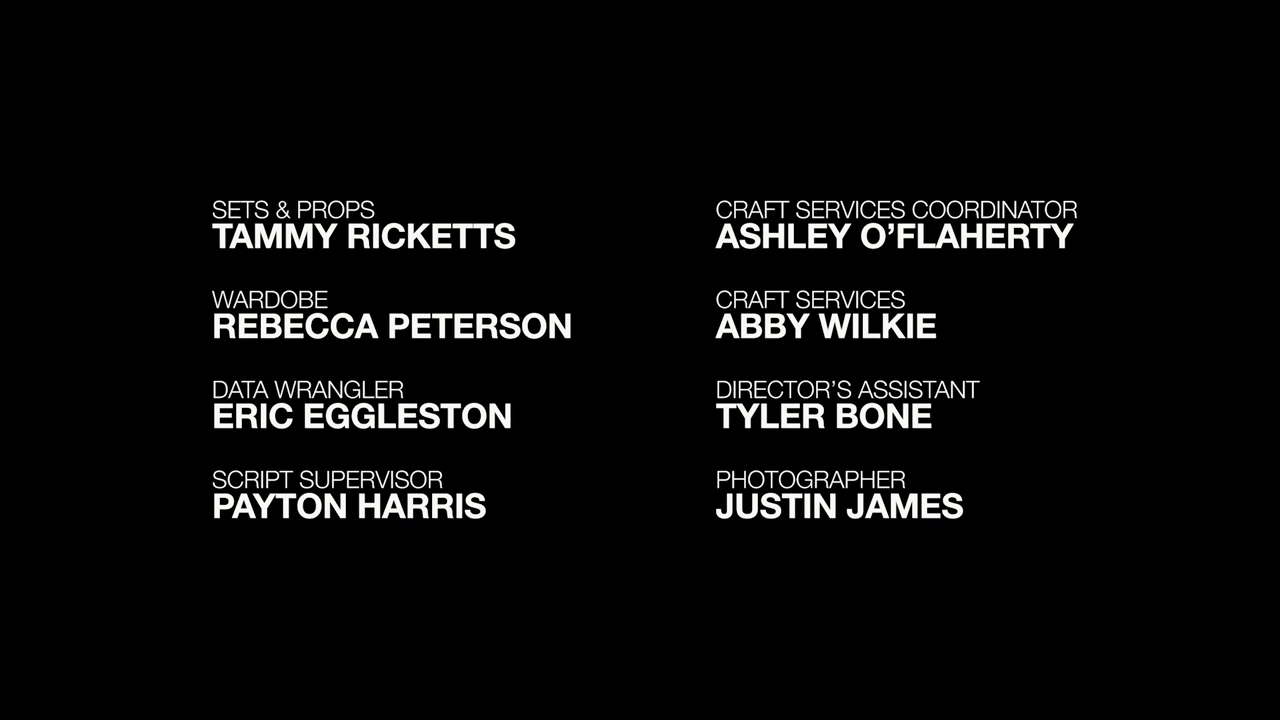 SETS & PROPS
TAMMY RICKETTS
WARDOBE
REBECCA PETERSON
DATA WRANGLER
ERIC EGGLESTON
SCRIPT SUPERVISOR
PAYTON HARRIS
CRAFT SERVICES COORDINATOR
ASHLEY O’FLAHERTY
CRAFT SERVICES
ABBY WILKIE
DIRECTOR’S ASSISTANT
TYLER BONE
PHOTOGRAPHER
JUSTIN JAMES